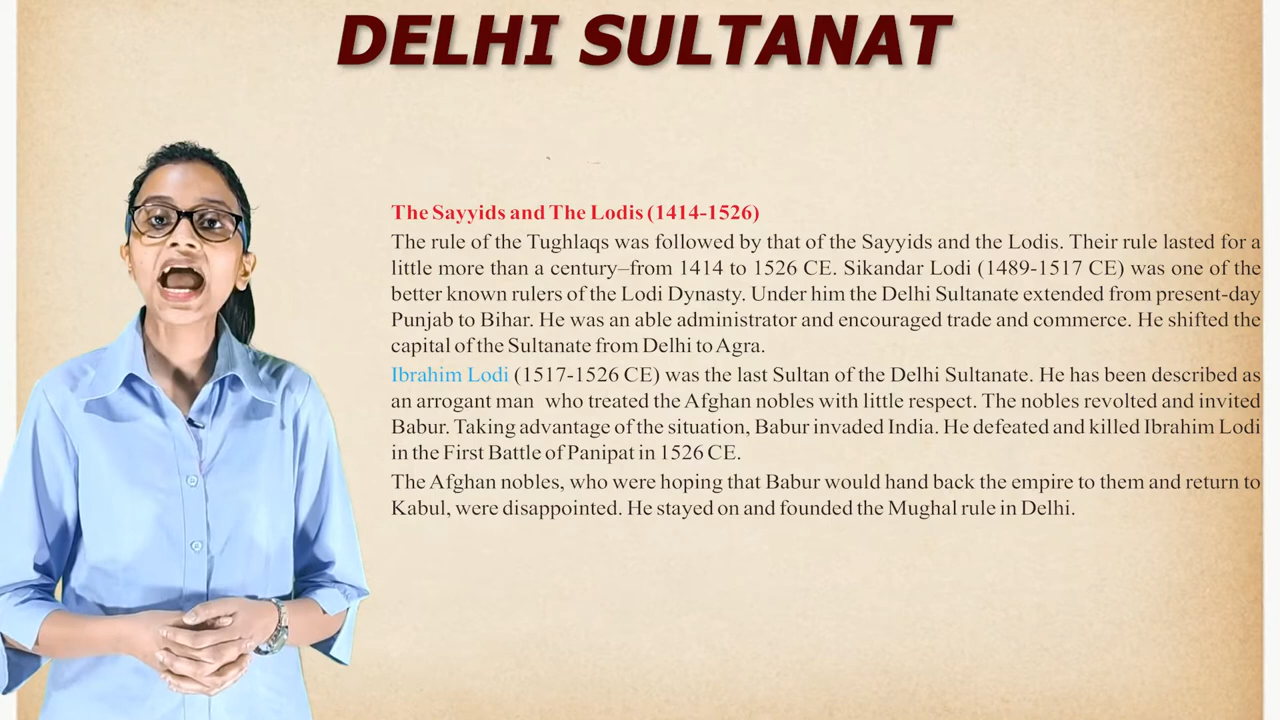 DELHI SULTANAT
The Sayyids and The Lodis (1414-1526)
The rule of the Tughlaqs was followed by that of the Sayyids and the Lodis. Their rule lasted for a
little more than a century–from 1414 to 1526 CE. Sikandar Lodi (1489-1517 CE) was one of the
better known rulers of the Lodi Dynasty. Under him the Delhi Sultanate extended from present-day
Punjab to Bihar. He was an able administrator and encouraged trade and commerce. He shifted the
capital of the Sultanate from Delhi to Agra.
Ibrahim Lodi (1517-1526 CE) was the last Sultan of the Delhi Sultanate. He has been described as
an arrogant man who treated the Afghan nobles with little respect. The nobles revolted and invited
Babur. Taking advantage of the situation, Babur invaded India. He defeated and killed Ibrahim Lodi
in the First Battle of Panipat in 1526 CE.
The Afghan nobles, who were hoping that Babur would hand back the empire to them and return to
Kabul, were disappointed. He stayed on and founded the Mughal rule in Delhi.